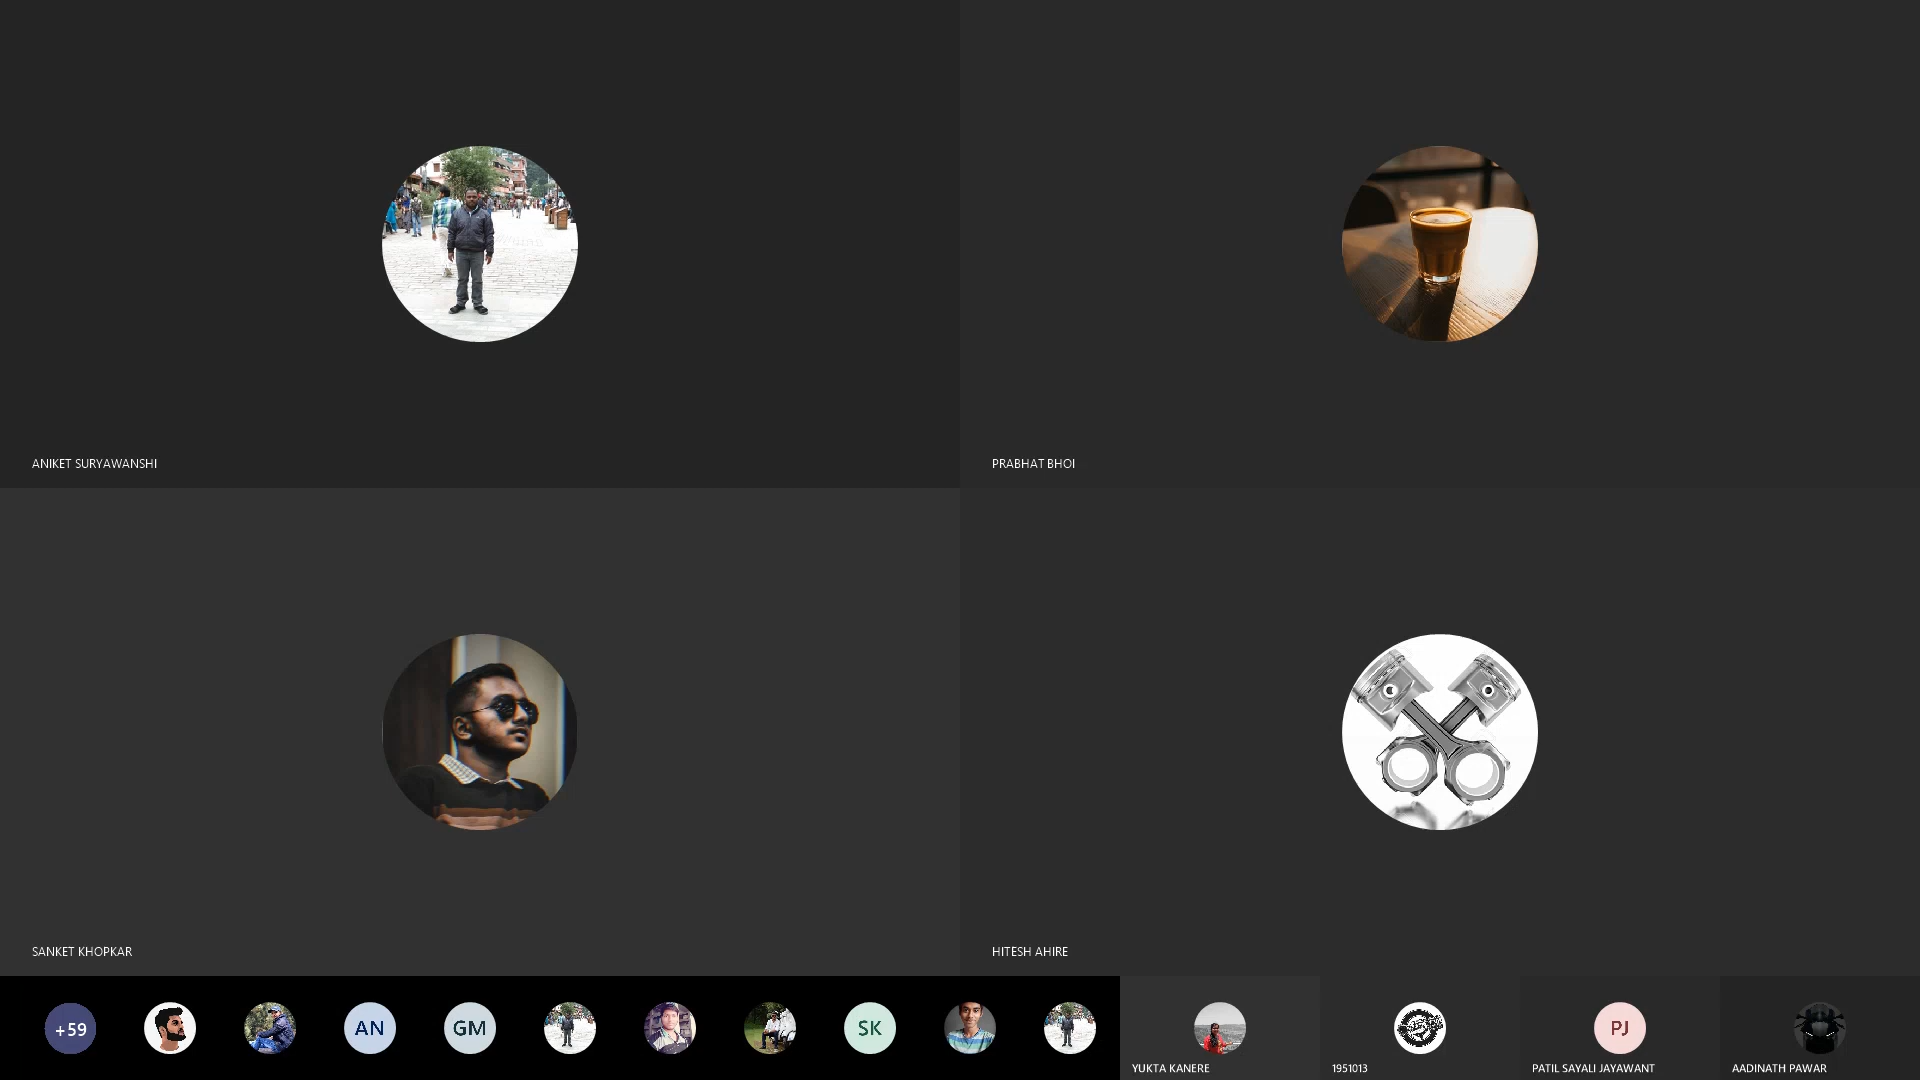 ANIKET SURYAWANSHI
PRABHAT BHOI
SANKET KHOPKAR
HITESH AHIRE
+59
AN
GM
SK
YUKTA KANERE
1951013
PJ
PATIL SAYALI JAYAWANT
AADINATH PAWAR